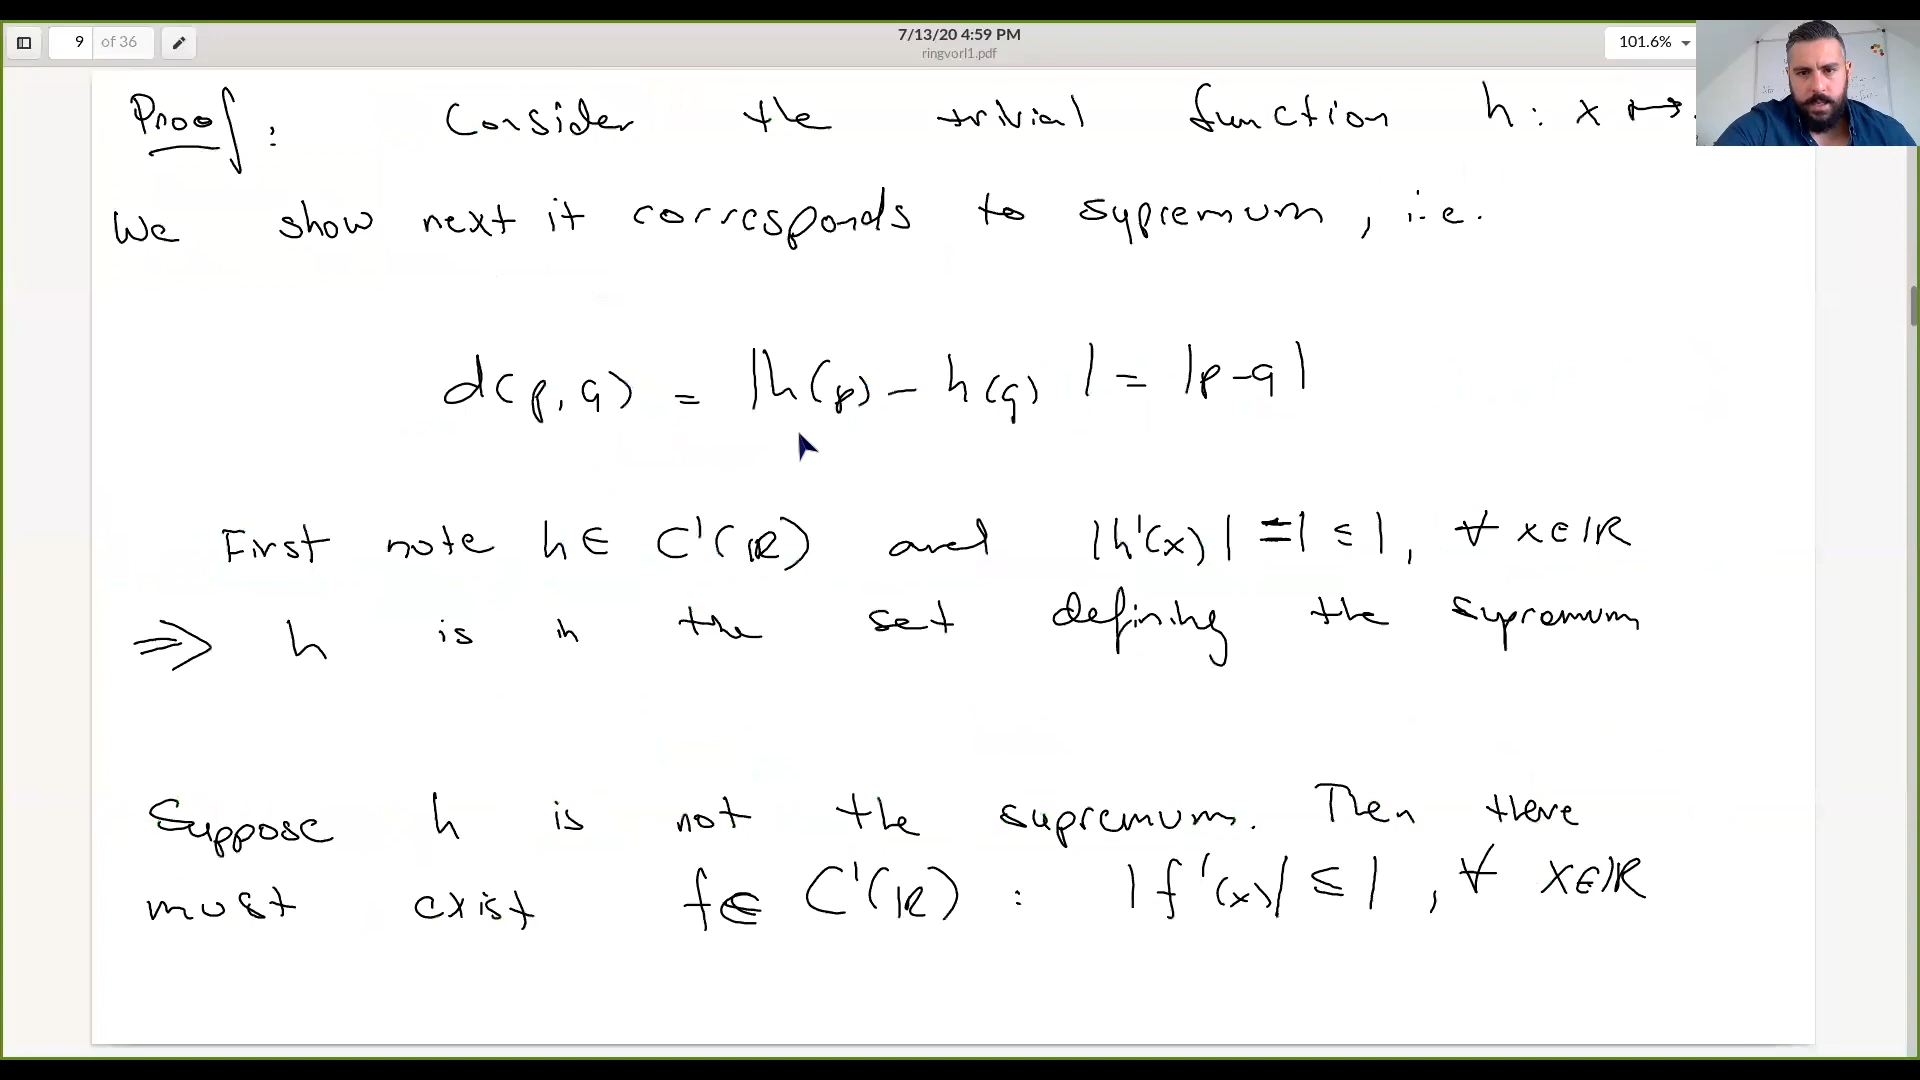 9 of 36
7/13/20 4:59 PM
ringvorl1.pdf
101.6%
Proof: Consider the trivial function h: x ↦
We show next it corresponds to supremum, i.e.
d(p,q) = |h(p) - h(q)| = |p-q|
First note h∈ C¹(ℝ) and |h'(x)| =1 ≤ 1, ∀ x∈ℝ
⇒ h is in the set defining the supremum
Suppose h is not the supremum. Then there
must exist f∈ C¹(ℝ) : |f'(x)| ≤ 1, ∀ x∈ℝ